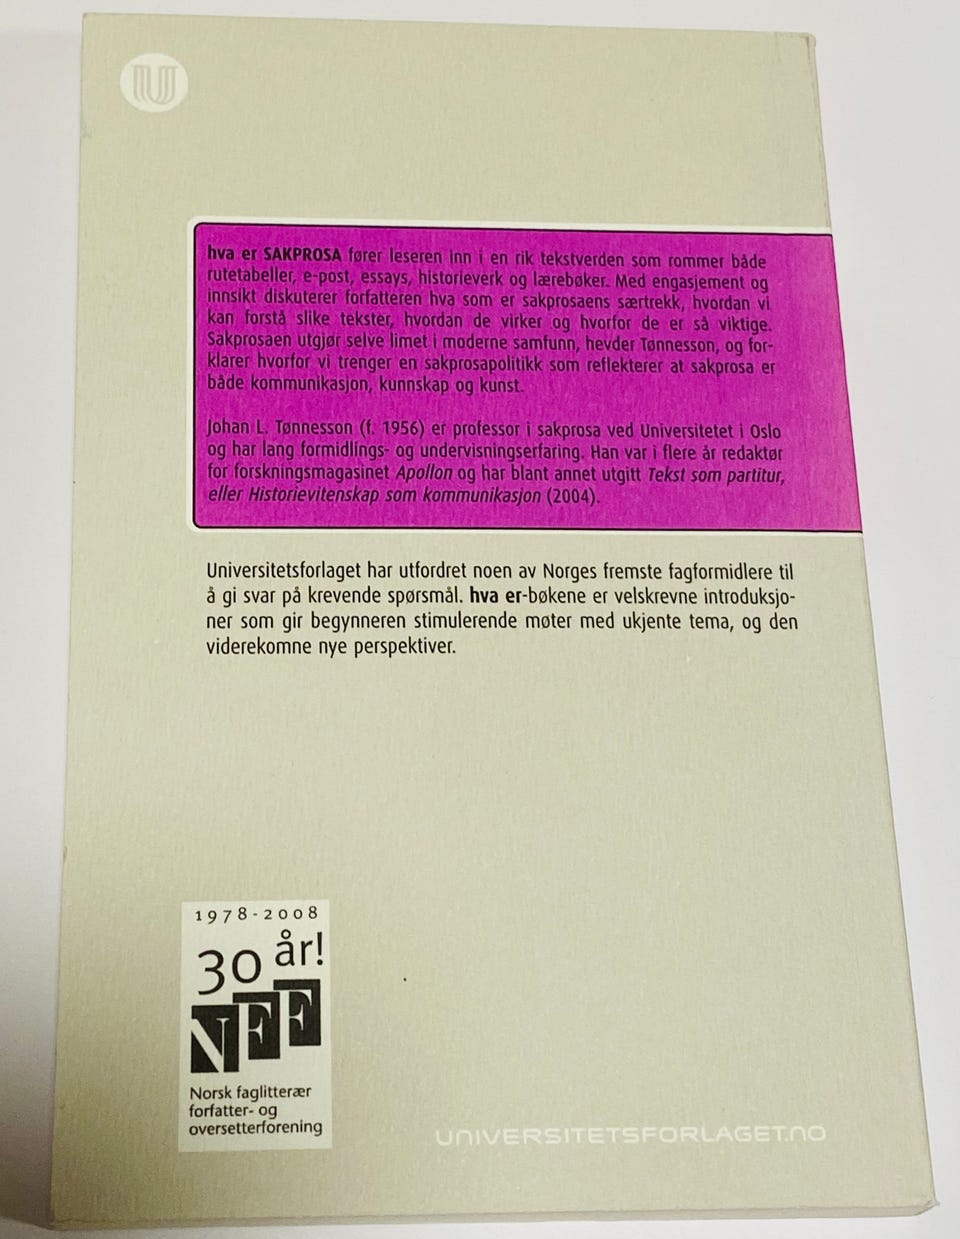 U
hva er SAKPROSA fører leseren inn i en rik tekstverden som rommer både
rutetabeller, e-post, essays, historieverk og lærebøker. Med engasjement og
innsikt diskuterer forfatteren hva som er sakprosaens særtrekk, hvordan vi
kan forstå slike tekster, hvordan de virker og hvorfor de er så viktige.
Sakprosaen utgjør selve limet i moderne samfunn, hevder Tønnesson, og for-
klarer hvorfor vi trenger en sakprosapolitikk som reflekterer at sakprosa er
både kommunikasjon, kunnskap og kunst.
Johan L. Tønnesson (f. 1956) er professor i sakprosa ved Universitetet i Oslo
og har lang formidlings- og undervisningserfaring. Han var i flere år redaktør
for forskningsmagasinet Apollon og har blant annet utgitt Tekst som partitur,
eller Historievitenskap som kommunikasjon (2004).
Universitetsforlaget har utfordret noen av Norges fremste fagformidlere til
å gi svar på krevende spørsmål. hva er-bøkene er velskrevne introduksjo-
ner som gir begynneren stimulerende møter med ukjente tema, og den
viderekomne nye perspektiver.
1978-2008
30 år!
NFF
Norsk faglitterær
forfatter- og
oversetterforening
UNIVERSITETSFORLAGET.NO